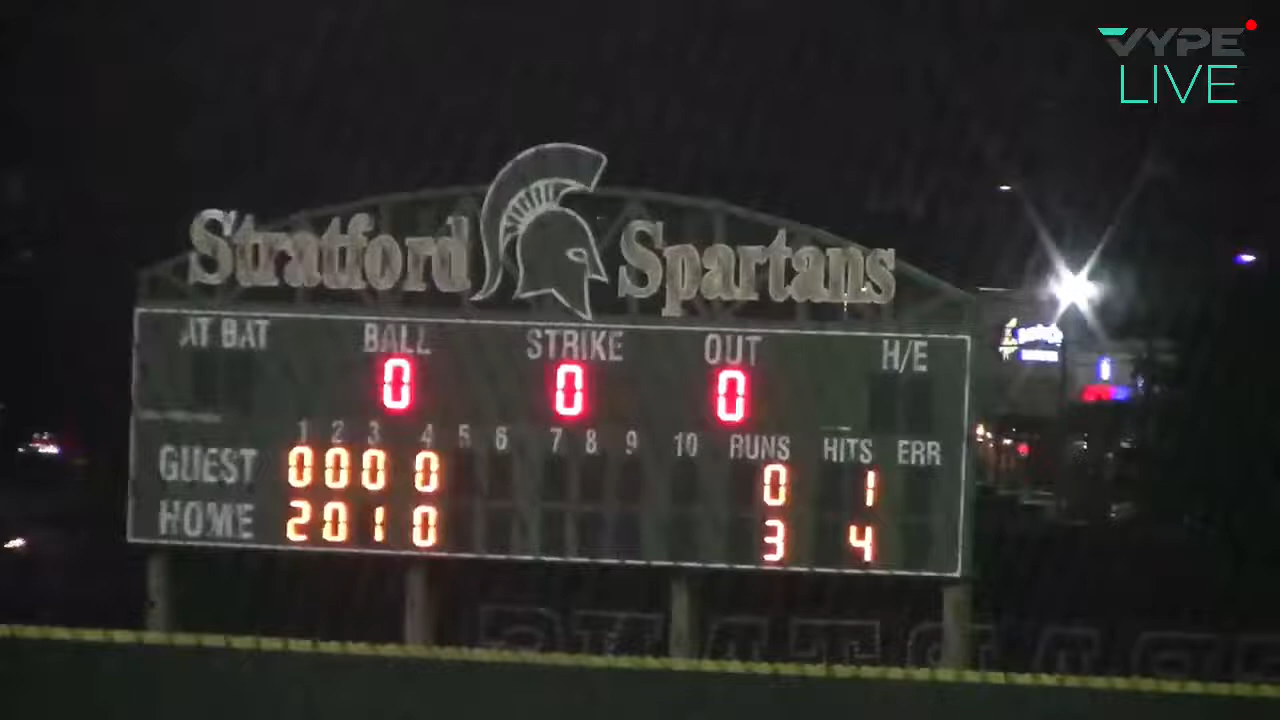 VYPE
LIVE
Stratford Spartans
AT BAT BALL STRIKE OUT H/E
0 0 0
1 2 3 4 5 6 7 8 9 10 RUNS HITS ERR
GUEST 0 0 0 0 0 1
HOME 2 0 1 0 3 4